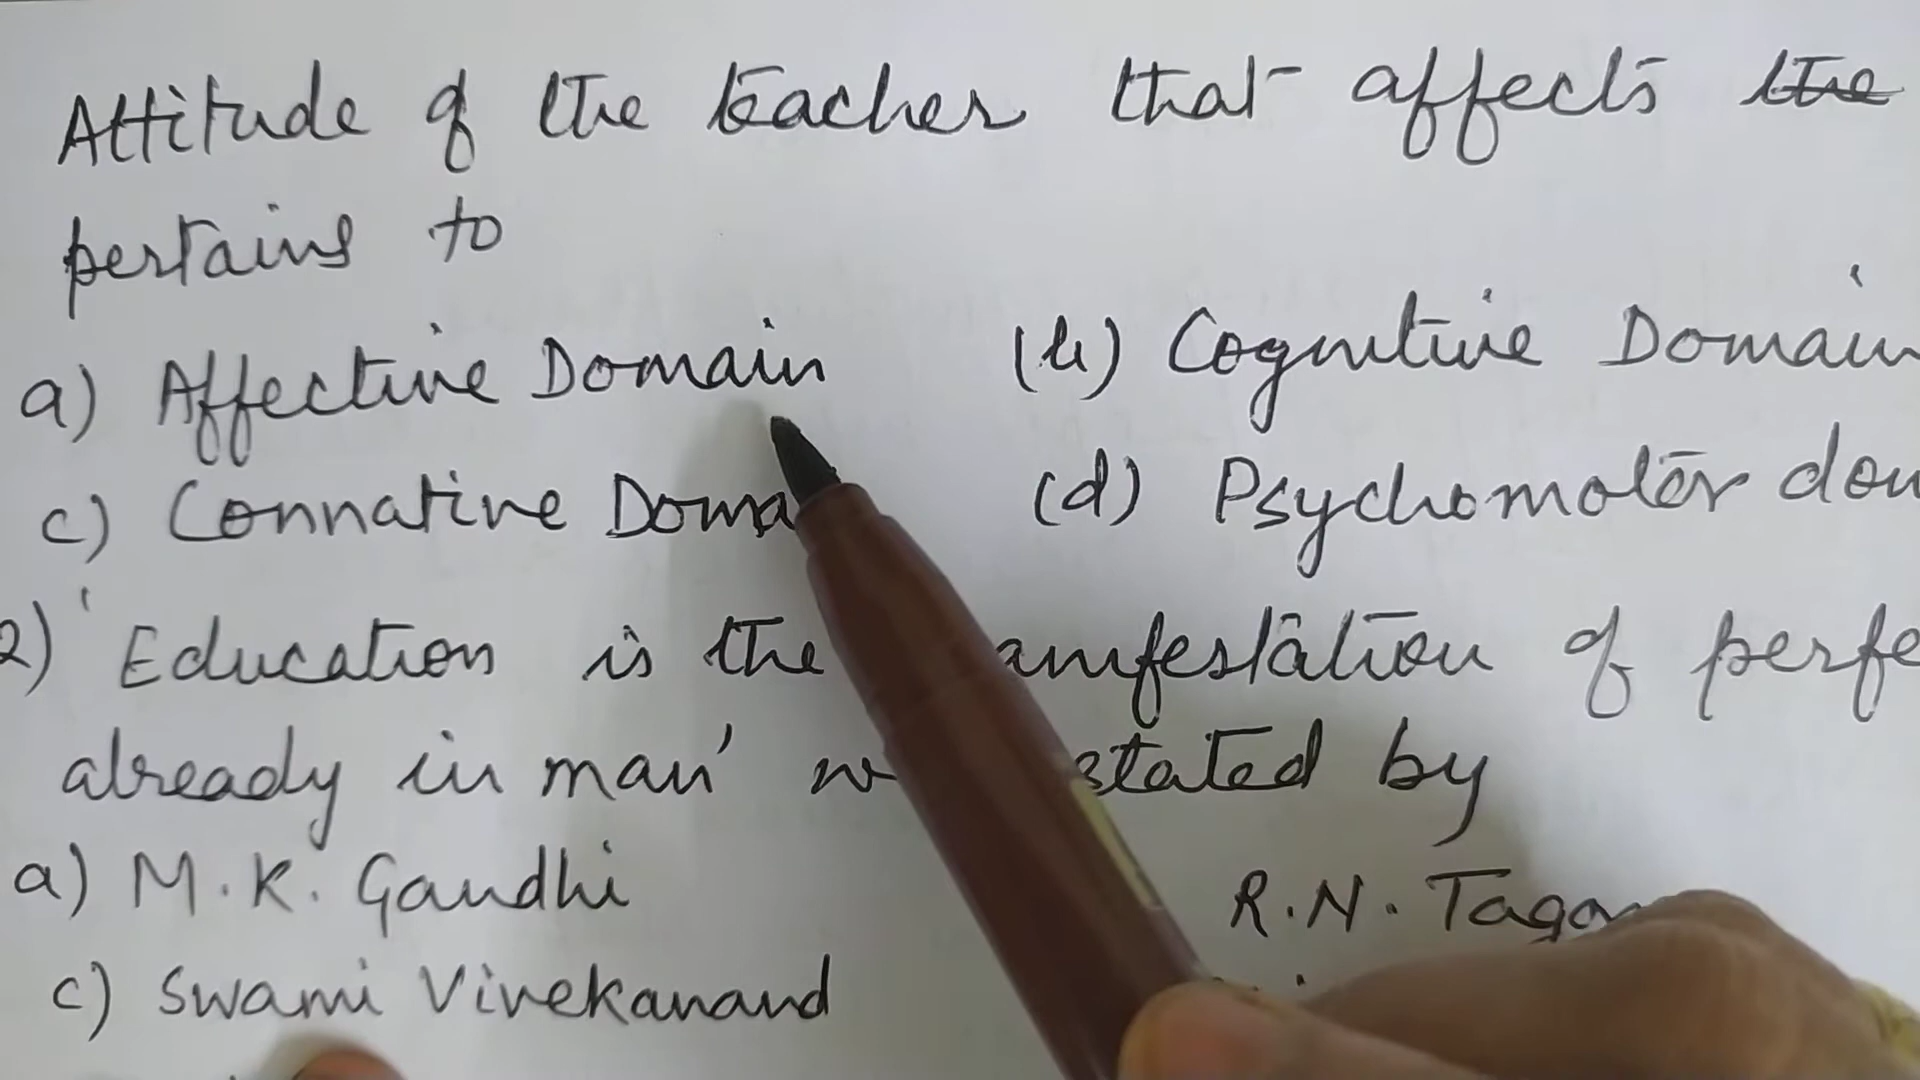 Attitude of the teacher that affects the
pertains to
a) Affective Domain (b) Cognitive Domain
c) Connative Doma (d) Psychomotor dom
2) 'Education is the anifestation of perfe
already in man' w stated by
a) M.K. Gandhi R.N. Tago
c) Swami Vivekanand